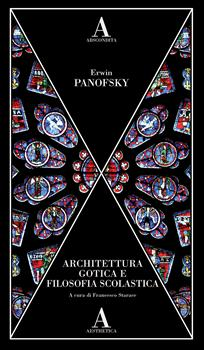 A
ABSCONDITA
Erwin
PANOFSKY
ARCHITETTURA
GOTICA E
FILOSOFIA SCOLASTICA
A cura di Francesco Starace
A
AESTHETICA